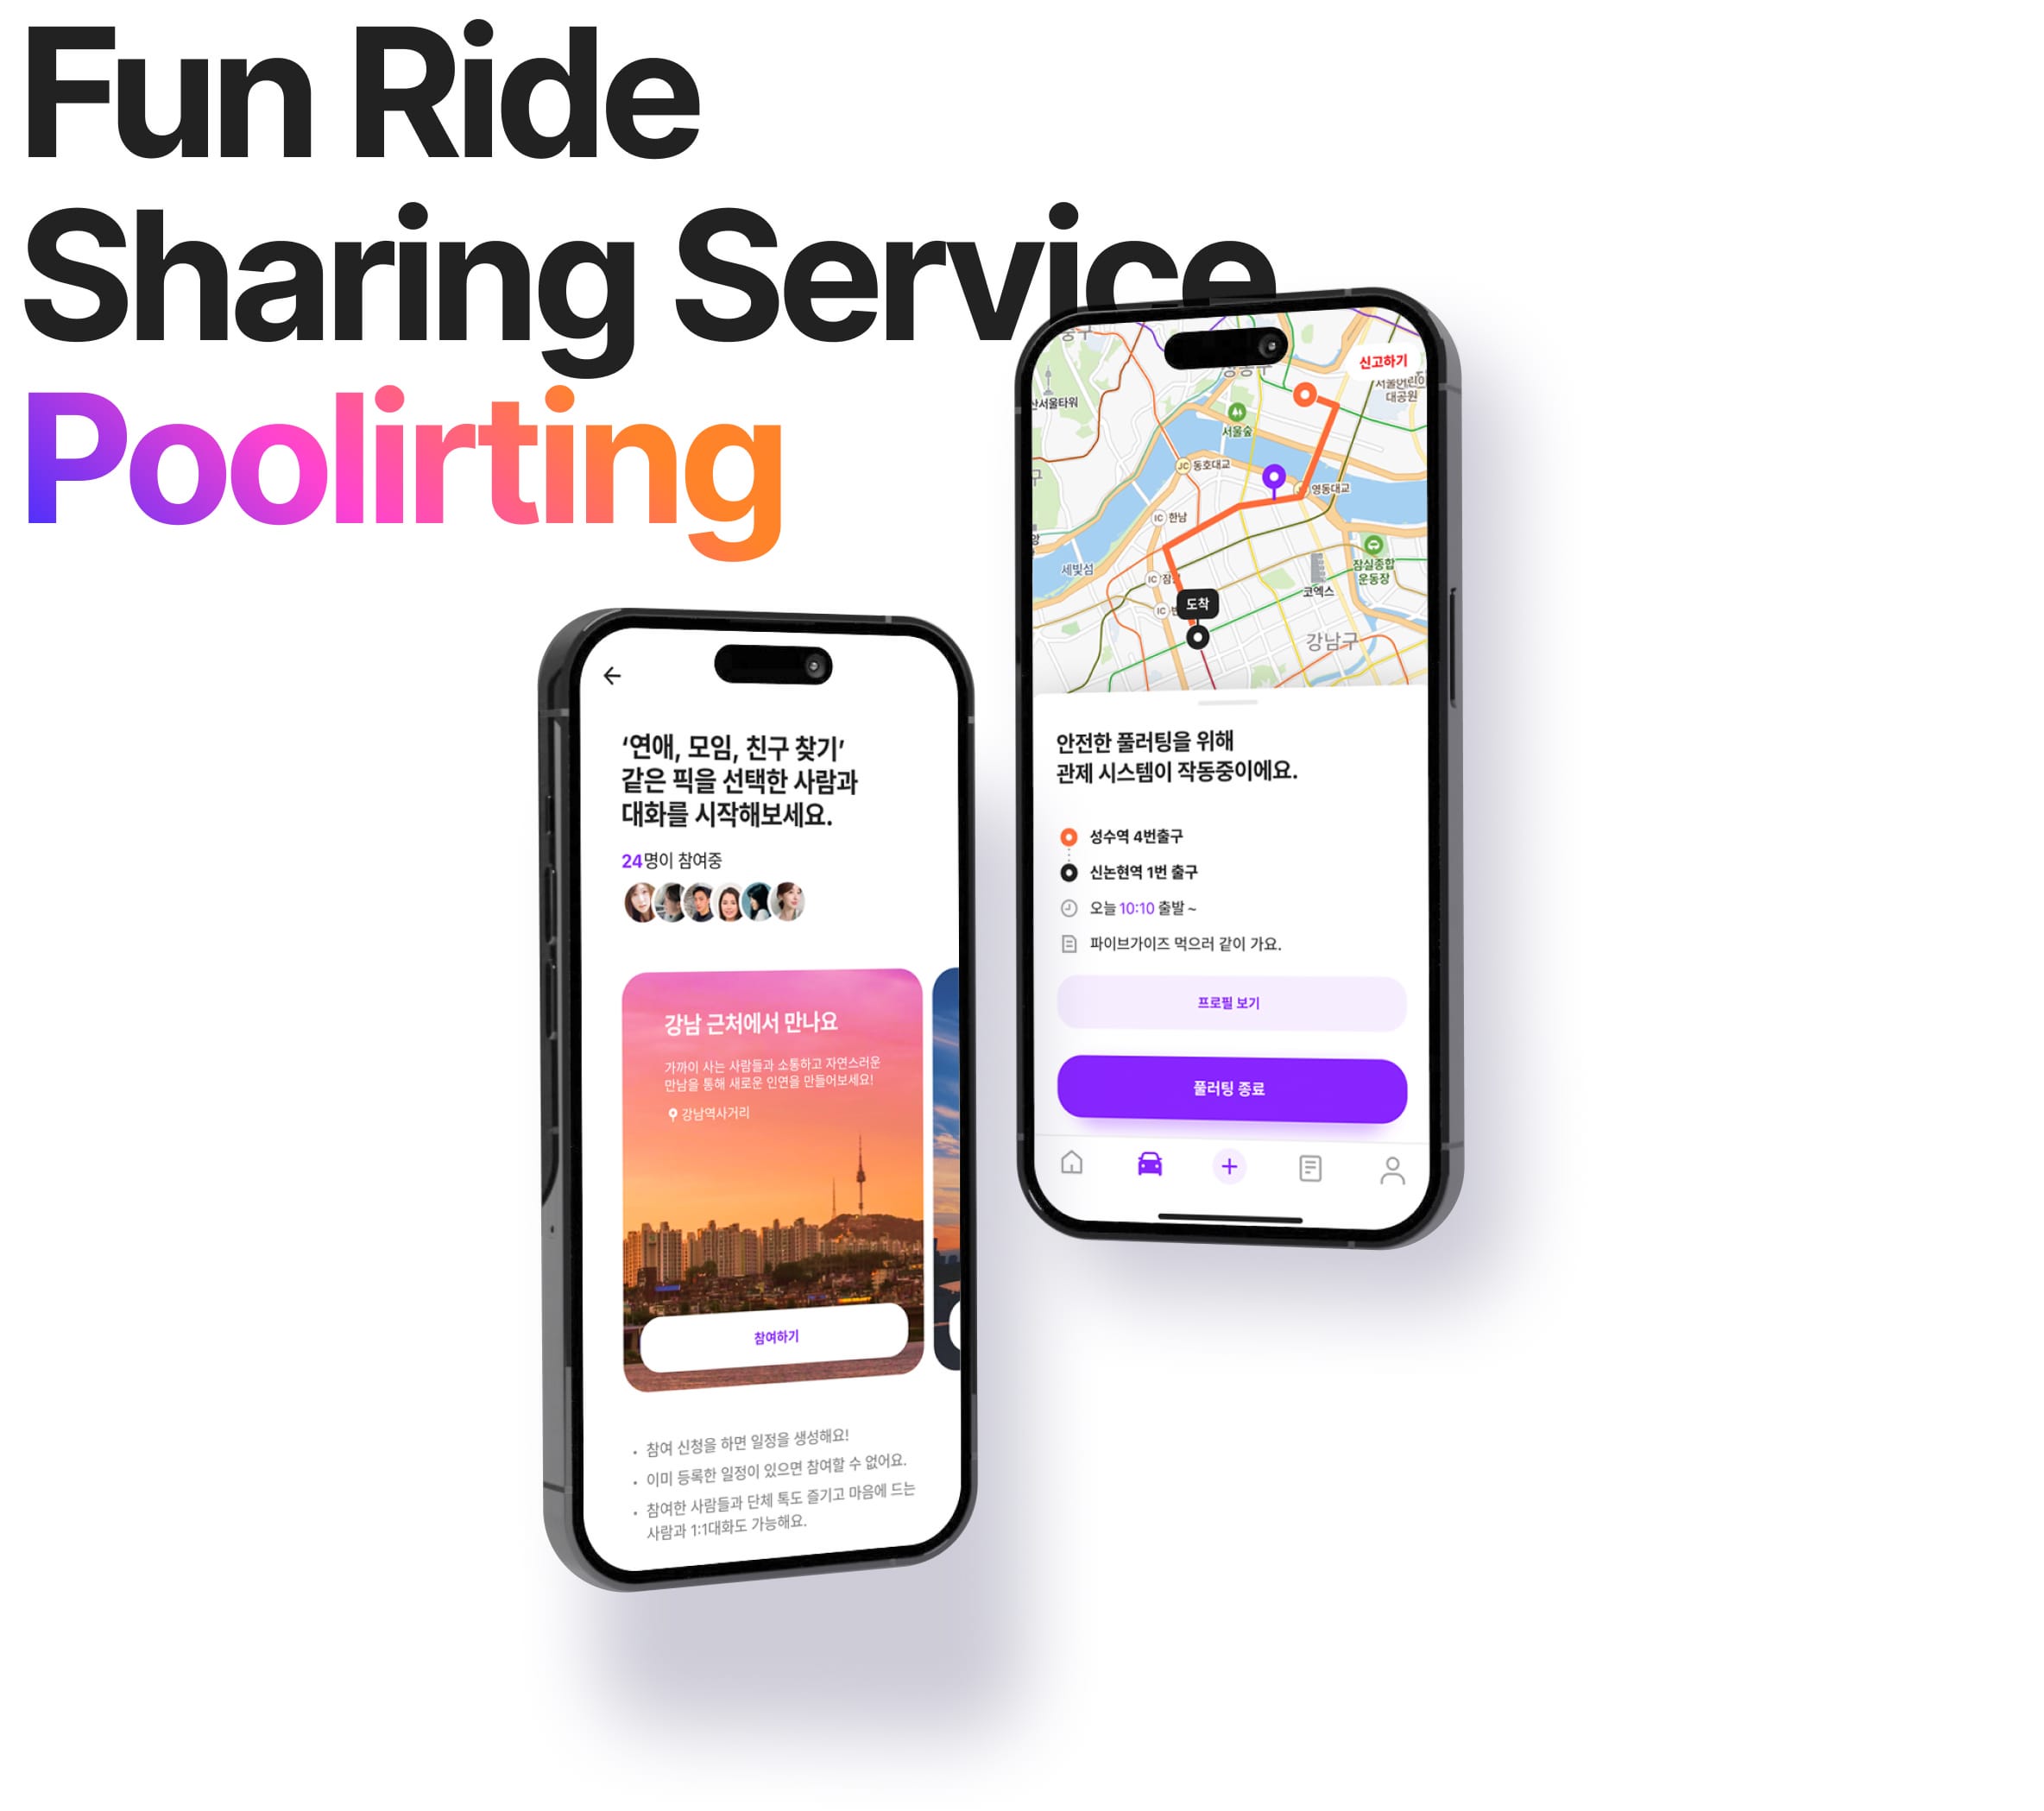 Fun Ride
Sharing Service
Poolirting
‘연애, 모임, 친구 찾기’
같은 픽을 선택한 사람과
대화를 시작해보세요.
24명이 참여중
강남 근처에서 만나요
가까이 사는 사람들과 소통하고 자연스러운
만남을 통해 새로운 인연을 만들어보세요!
강남역사거리
참여하기
• 참여 신청을 하면 일정을 생성해요!
• 이미 등록한 일정이 있으면 참여할 수 없어요.
• 참여한 사람들과 단체 톡도 즐기고 마음에 드는
사람과 1:1대화도 가능해요.
신고하기
대공원
서울숲
JC 동호대교
영동대교
IC 한남
세빛섬
잠실종합
운동장
IC
코엑스
IC
도착
강남구
안전한 풀러팅을 위해
관제 시스템이 작동중이에요.
성수역 4번출구
신논현역 1번 출구
오늘 10:10 출발 ~
파이브가이즈 먹으러 같이 가요.
프로필 보기
풀러팅 종료